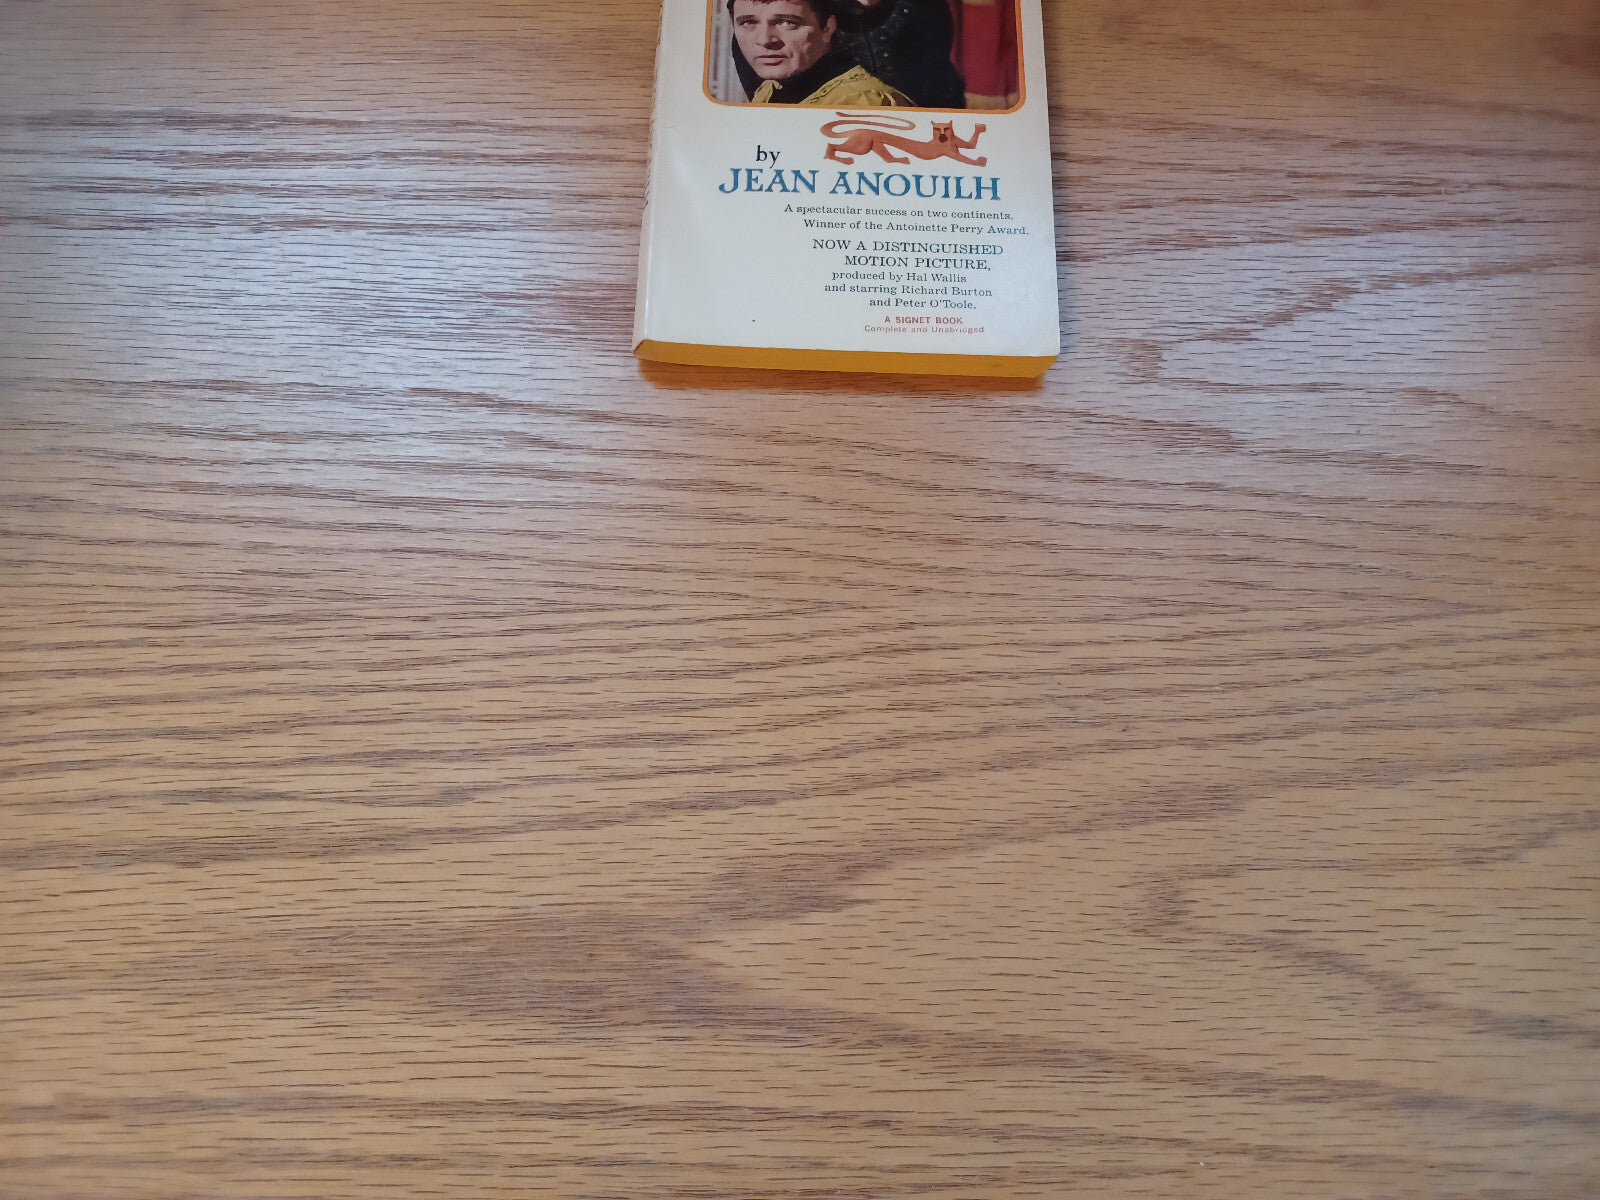 by
JEAN ANOUILH
A spectacular success on two continents.
Winner of the Antoinette Perry Award.
NOW A DISTINGUISHED
MOTION PICTURE,
produced by Hal Wallis
and starring Richard Burton
and Peter O'Toole.
A SIGNET BOOK
Complete and Unabridged